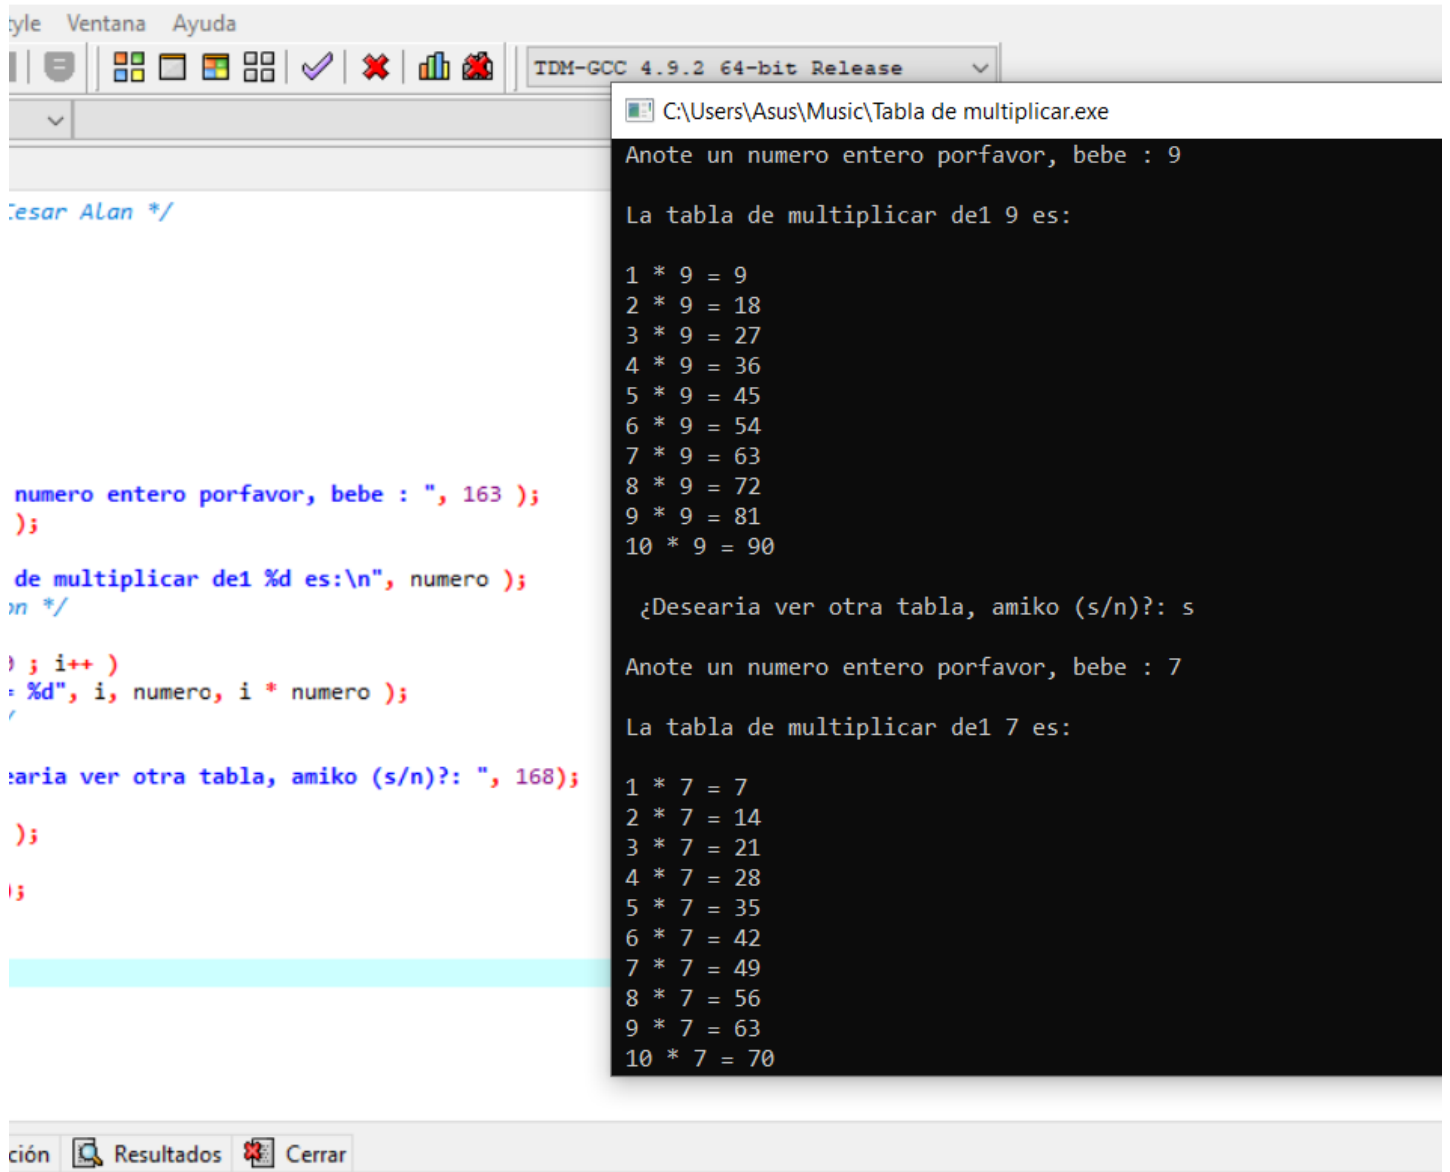 Ventana Ayuda
TDM-GCC 4.9.2 64-bit Release
C:\Users\Asus\Music\Tabla de multiplicar.exe
Cesar Alan */
numero entero porfavor, bebe : ", 163 );
);
de multiplicar de1 %d es:\n", numero );
*/
; i++ )
= %d", i, numero, i * numero );
/
earia ver otra tabla, amiko (s/n)?: ", 168);
);
);
Anote un numero entero porfavor, bebe : 9
La tabla de multiplicar de1 9 es:
1 * 9 = 9
2 * 9 = 18
3 * 9 = 27
4 * 9 = 36
5 * 9 = 45
6 * 9 = 54
7 * 9 = 63
8 * 9 = 72
9 * 9 = 81
10 * 9 = 90
¿Desearia ver otra tabla, amiko (s/n)?: s
Anote un numero entero porfavor, bebe : 7
La tabla de multiplicar de1 7 es:
1 * 7 = 7
2 * 7 = 14
3 * 7 = 21
4 * 7 = 28
5 * 7 = 35
6 * 7 = 42
7 * 7 = 49
8 * 7 = 56
9 * 7 = 63
10 * 7 = 70
ción Resultados Cerrar